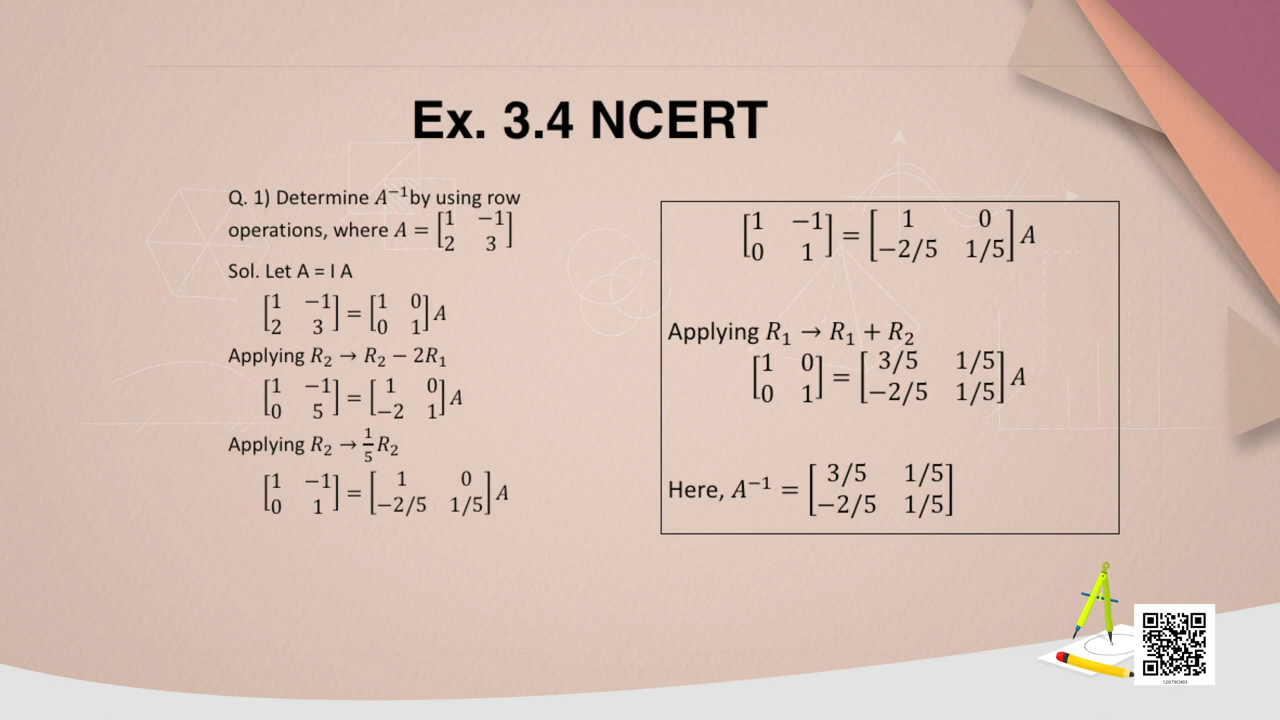 Ex. 3.4 NCERT
Q. 1) Determine A⁻¹by using row
operations, where A = [1 −1; 2 3]
Sol. Let A = I A
[1 −1; 2 3] = [1 0; 0 1] A
Applying R₂ → R₂ − 2R₁
[1 −1; 0 5] = [1 0; −2 1] A
Applying R₂ → 1/5 R₂
[1 −1; 0 1] = [1 0; −2/5 1/5] A
[1 −1; 0 1] = [1 0; −2/5 1/5] A
Applying R₁ → R₁ + R₂
[1 0; 0 1] = [3/5 1/5; −2/5 1/5] A
Here, A⁻¹ = [3/5 1/5; −2/5 1/5]